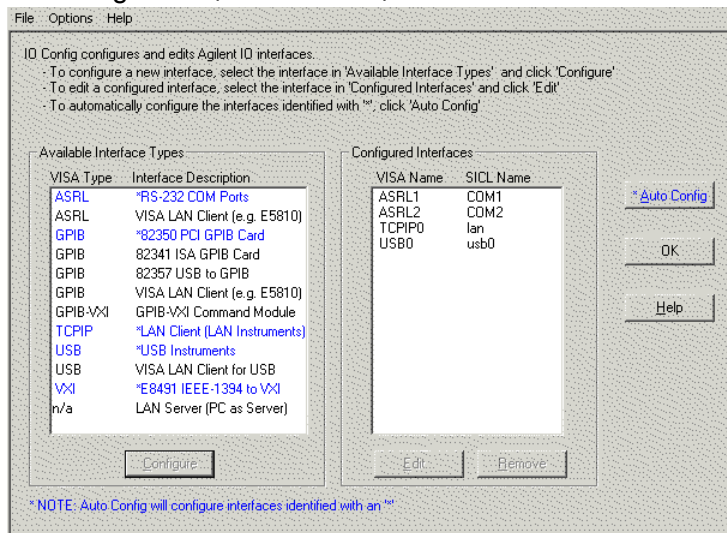 File Options Help
IO Config configures and edits Agilent IO interfaces.
- To configure a new interface, select the interface in 'Available Interface Types' and click 'Configure'
- To edit a configured interface, select the interface in 'Configured Interfaces' and click 'Edit'
- To automatically configure the interfaces identified with '*', click 'Auto Config'
Available Interface Types
VISA Type Interface Description
ASRL *RS-232 COM Ports
ASRL VISA LAN Client (e.g. E5810)
GPIB *82350 PCI GPIB Card
GPIB 82341 ISA GPIB Card
GPIB 82357 USB to GPIB
GPIB VISA LAN Client (e.g. E5810)
GPIB-VXI GPIB-VXI Command Module
TCPIP *LAN Client (LAN Instruments)
USB *USB Instruments
USB VISA LAN Client for USB
VXI *E8491 IEEE-1394 to VXI
n/a LAN Server (PC as Server)
Configure
Configured Interfaces
VISA Name SICL Name
ASRL1 COM1
ASRL2 COM2
TCPIP0 lan
USB0 usb0
Edit Remove
* Auto Config
OK
Help
* NOTE: Auto Config will configure interfaces identified with an '*'